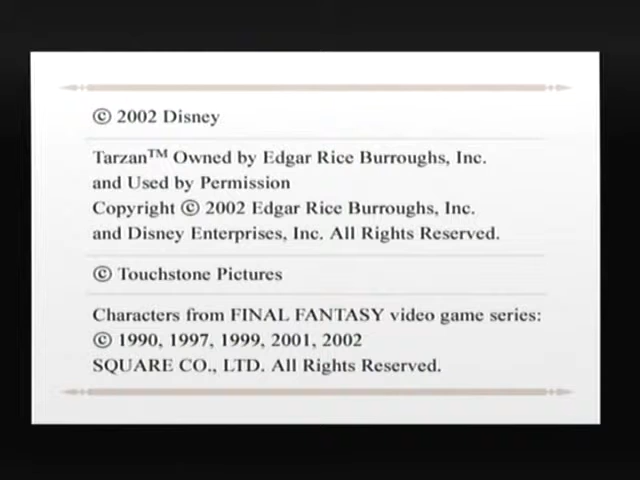 © 2002 Disney
Tarzan™ Owned by Edgar Rice Burroughs, Inc.
and Used by Permission
Copyright © 2002 Edgar Rice Burroughs, Inc.
and Disney Enterprises, Inc. All Rights Reserved.
© Touchstone Pictures
Characters from FINAL FANTASY video game series:
© 1990, 1997, 1999, 2001, 2002
SQUARE CO., LTD. All Rights Reserved.